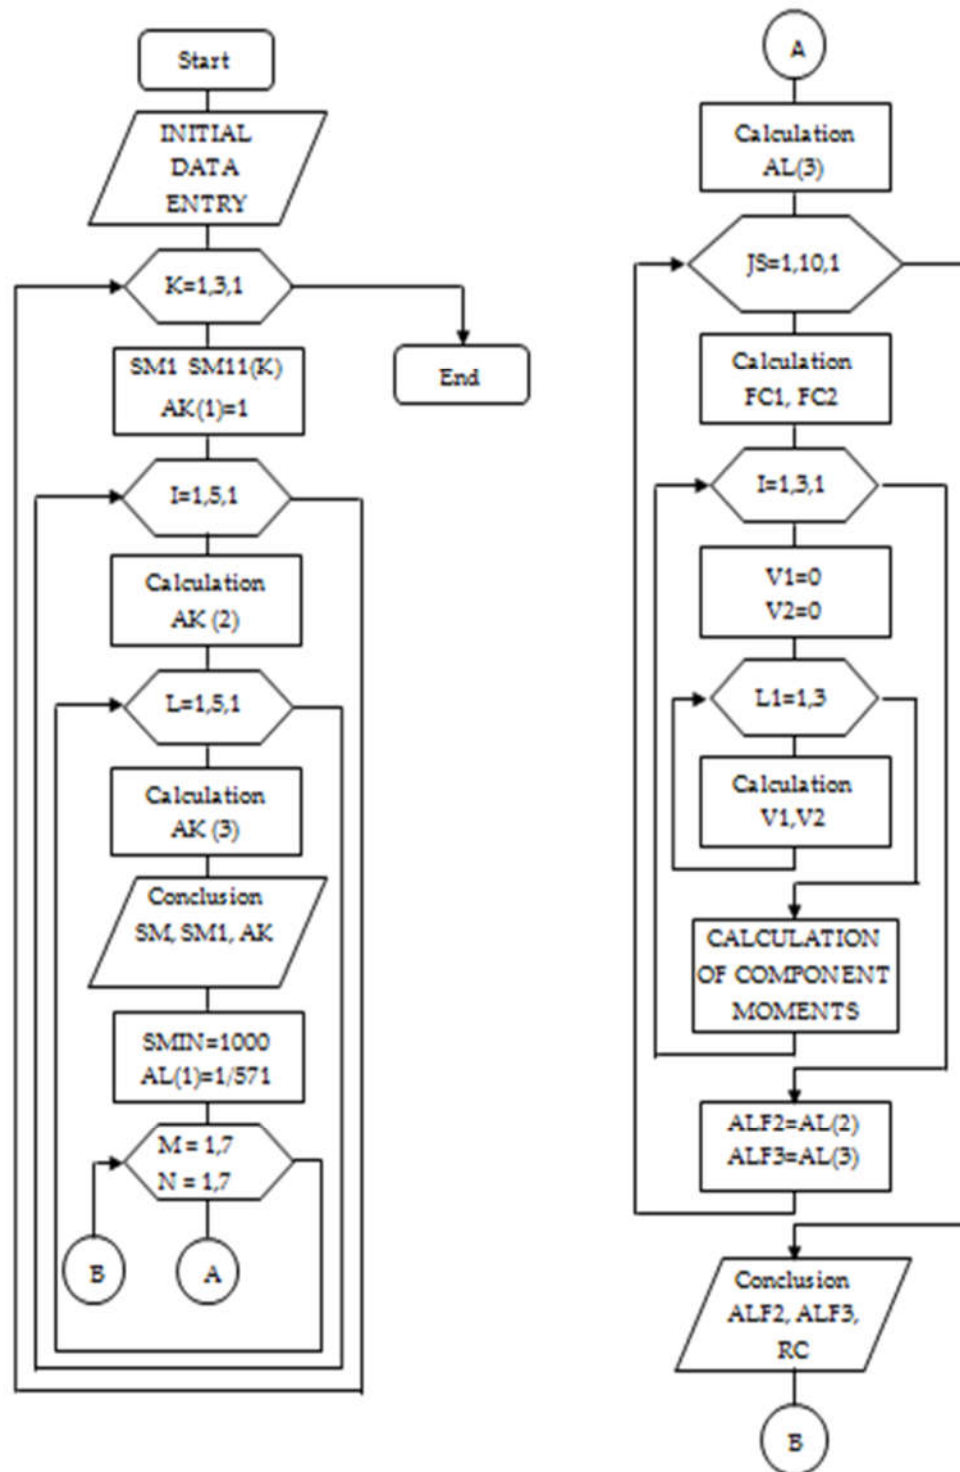 Start
INITIAL
DATA
ENTRY
K=1,3,1
End
SM1 SM11(K)
AK(1)=1
I=1,5,1
Calculation
AK (2)
L=1,5,1
Calculation
AK (3)
Conclusion
SM, SM1, AK
SMIN=1000
AL(1)=1/571
M = 1,7
N = 1,7
B
A
A
Calculation
AL(3)
JS=1,10,1
Calculation
FC1, FC2
I=1,3,1
V1=0
V2=0
L1=1,3
Calculation
V1,V2
CALCULATION
OF COMPONENT
MOMENTS
ALF2=AL(2)
ALF3=AL(3)
Conclusion
ALF2, ALF3,
RC
B